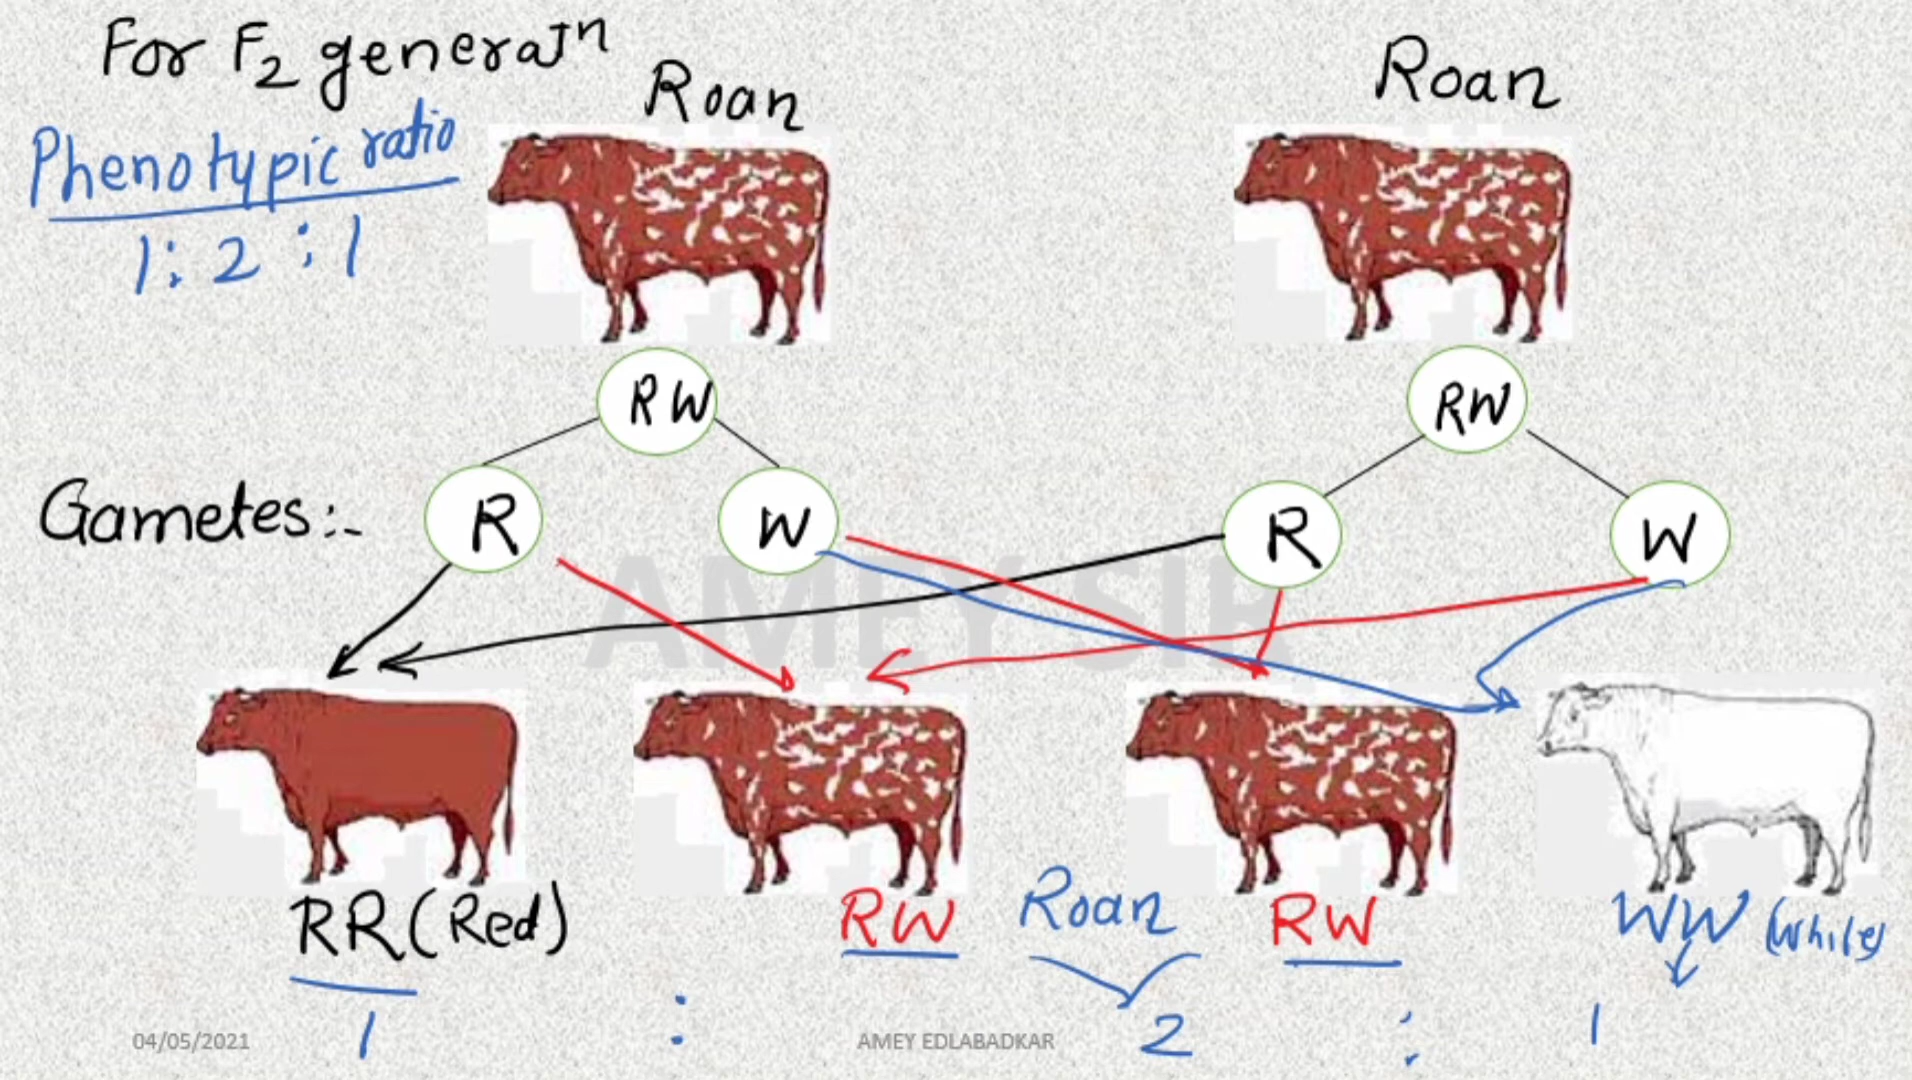 For F2 generatn
Roan
Roan
Phenotypic ratio
1 : 2 : 1
RW
RW
Gametes:-
R
W
R
W
AMEY SIR
RR (Red)
RW
Roan
RW
WW (White)
1 : 2 : 1
04/05/2021
AMEY EDLABADKAR